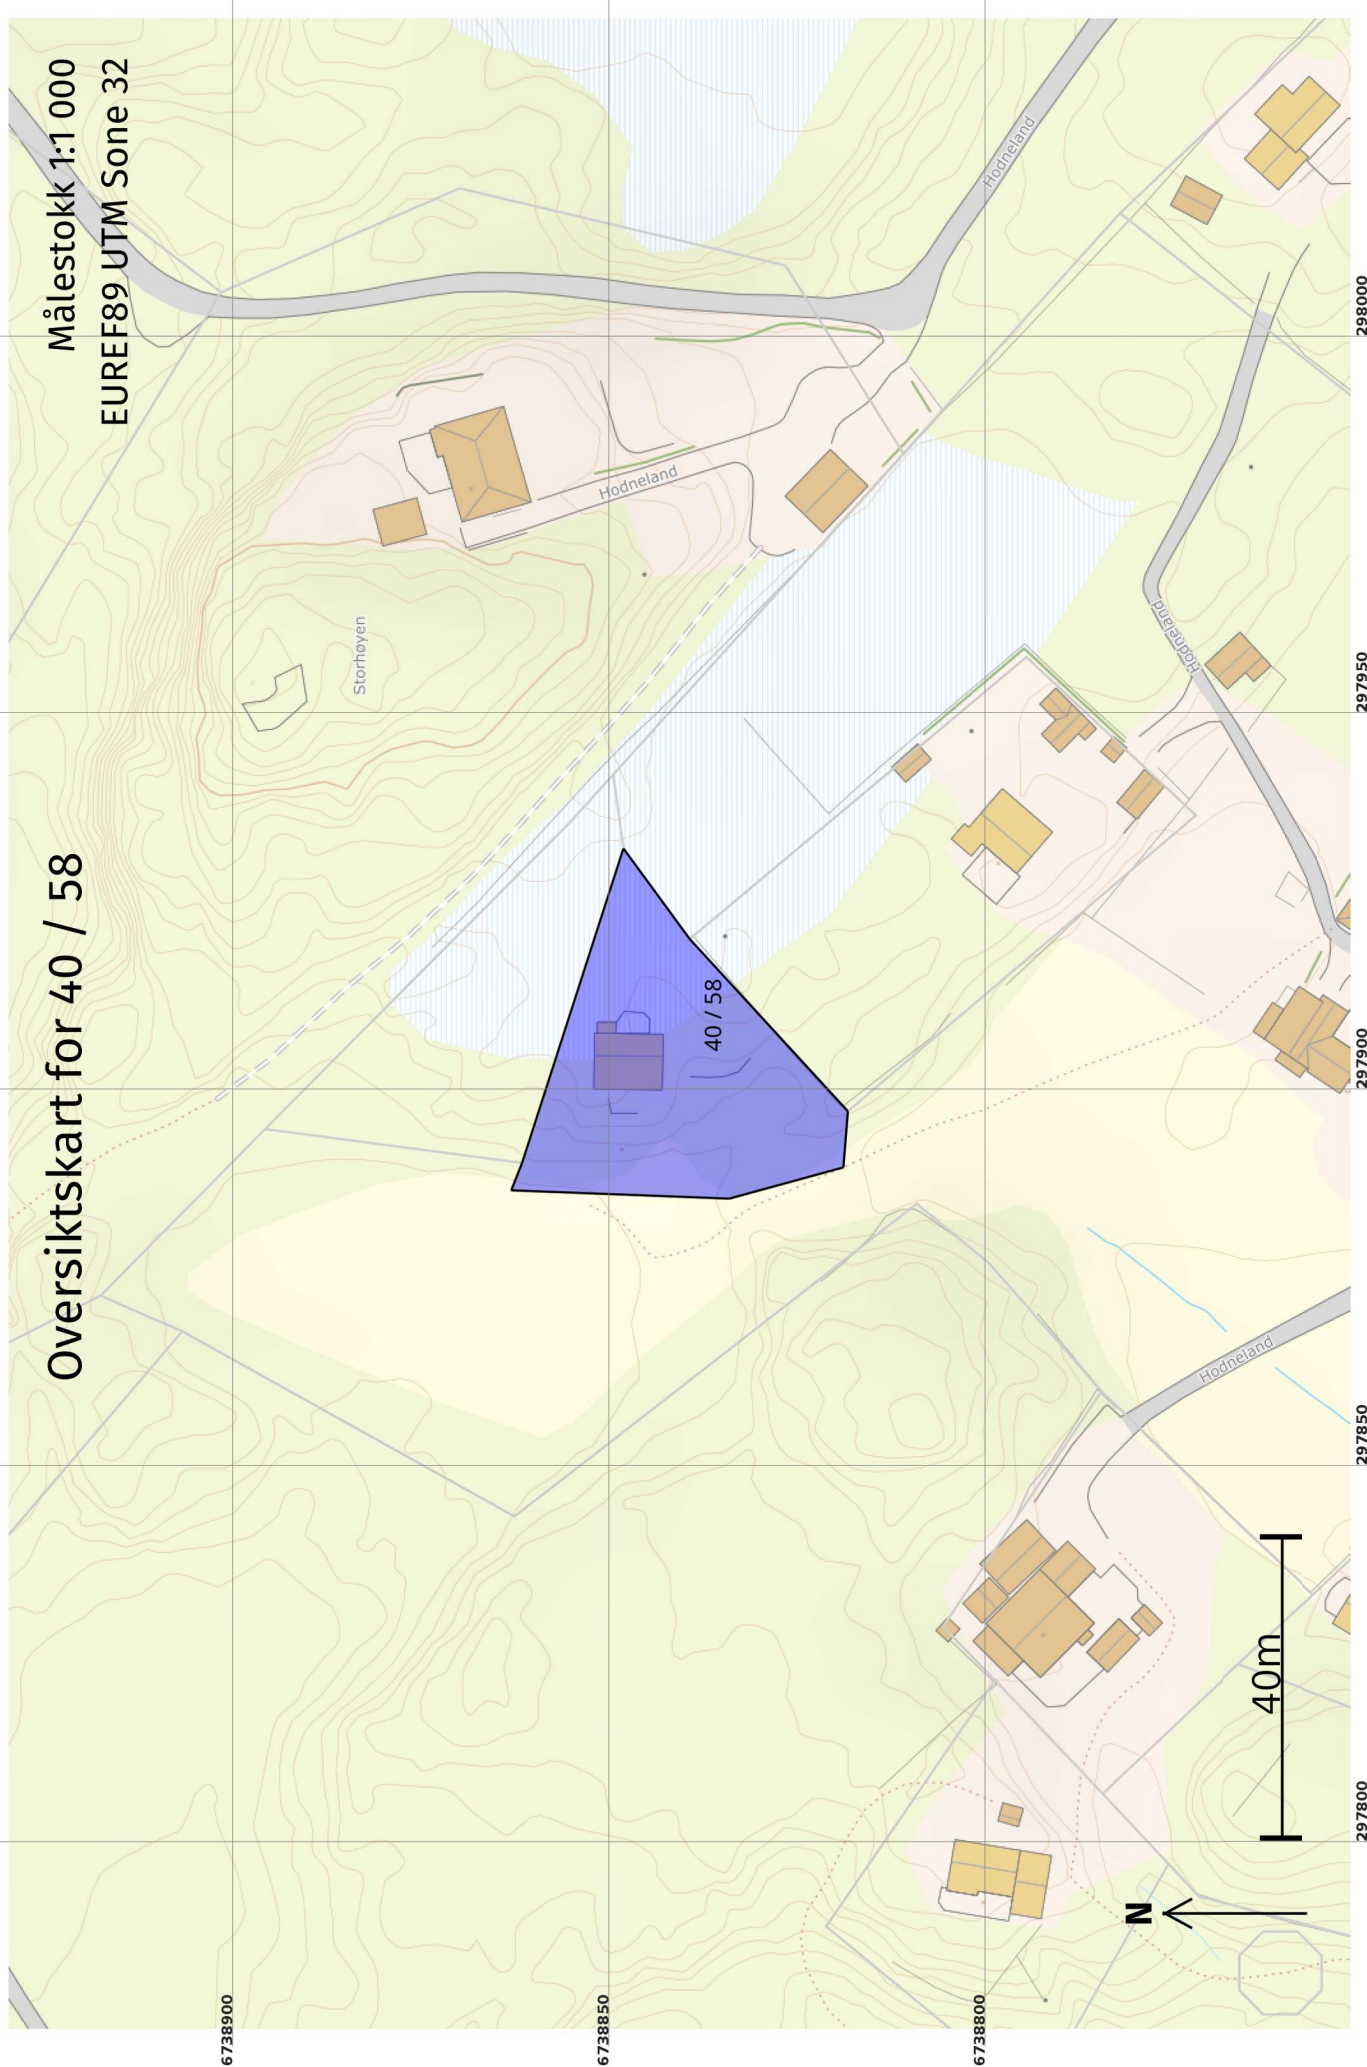 Oversiktskart for 40 / 58
Målestokk 1:1 000
EUREF89 UTM Sone 32
Storhøyen
Hodneland
Hodneland
Hodneland
Hodneland
40 / 58
40m
N
6738900
6738850
6738800
297800
297850
297900
297950
298000